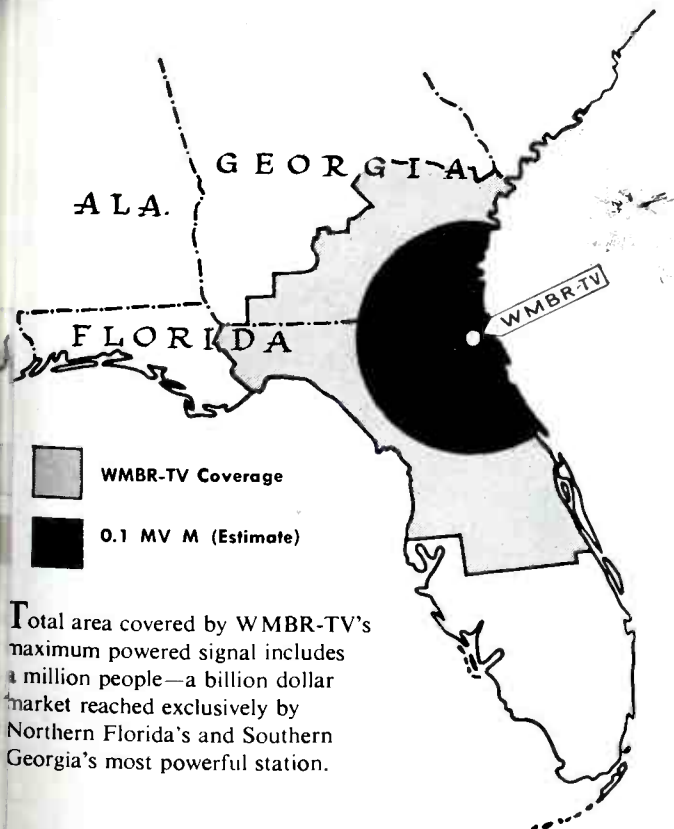 GEORGIA
ALA.
WMBR-TV
FLORIDA
WMBR-TV Coverage
0.1 MV M (Estimate)
Total area covered by WMBR-TV's
maximum powered signal includes
a million people—a billion dollar
market reached exclusively by
Northern Florida's and Southern
Georgia's most powerful station.